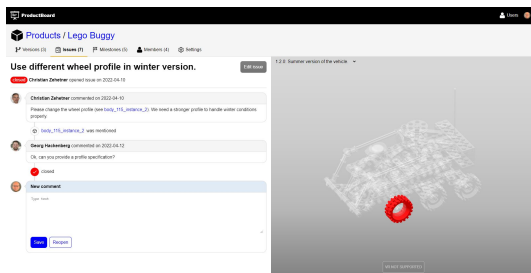 ProductBoard
Users
Products / Lego Buggy
Versions (3) Issues (7) Milestones (5) Members (4) Settings
Use different wheel profile in winter version.
Edit issue
closed Christian Zehetner opened issue on 2022-04-10
Christian Zehetner commented on 2022-04-10
Please change the wheel profile (see body_115_instance_2). We need a stronger profile to handle winter conditions
properly.
body_115_instance_2 was mentioned
Georg Hackenberg commented on 2022-04-12
Ok, can you provide a profile specification?
closed
New comment
Type text
Save Reopen
1.2.0: Summer version of the vehicle